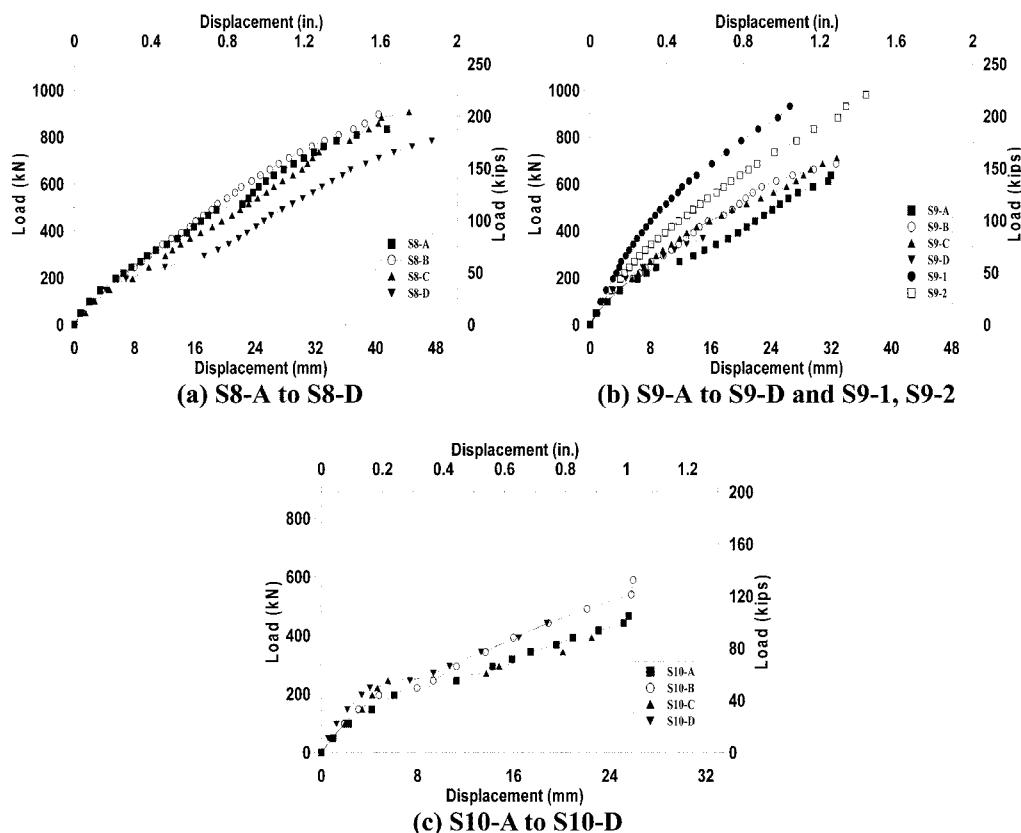 Displacement (in.)
0 0.4 0.8 1.2 1.6 2
250
200
150
100
50
0
Load (kips)
1000
800
600
400
200
0
Load (kN)
S8-A
S8-B
S8-C
S8-D
0 8 16 24 32 40 48
Displacement (mm)
(a) S8-A to S8-D
Displacement (in.)
0 0.4 0.8 1.2 1.6 2
250
200
150
100
50
0
Load (kips)
1000
800
600
400
200
0
Load (kN)
S9-A
S9-B
S9-C
S9-D
S9-1
S9-2
0 8 16 24 32 40 48
Displacement (mm)
(b) S9-A to S9-D and S9-1, S9-2
Displacement (in.)
0 0.2 0.4 0.6 0.8 1 1.2
200
160
120
80
40
0
Load (kips)
800
600
400
200
0
Load (kN)
S10-A
S10-B
S10-C
S10-D
0 8 16 24 32
Displacement (mm)
(c) S10-A to S10-D